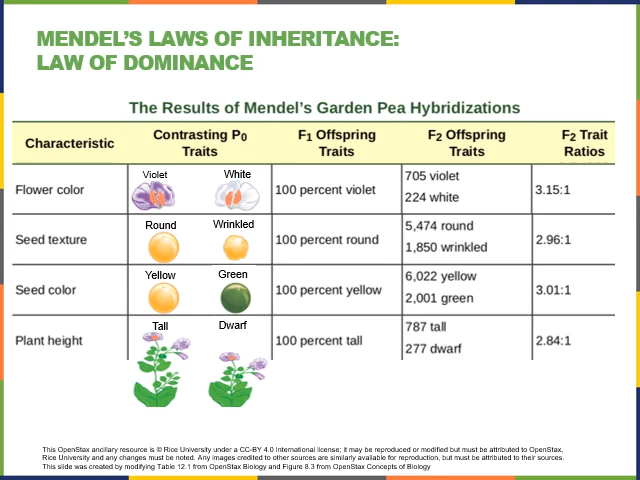 MENDEL'S LAWS OF INHERITANCE:
LAW OF DOMINANCE
The Results of Mendel's Garden Pea Hybridizations
Characteristic
Contrasting P0
Traits
F1 Offspring
Traits
F2 Offspring
Traits
F2 Trait
Ratios
Flower color
Violet
White
100 percent violet
705 violet
224 white
3.15:1
Seed texture
Round
Wrinkled
100 percent round
5,474 round
1,850 wrinkled
2.96:1
Seed color
Yellow
Green
100 percent yellow
6,022 yellow
2,001 green
3.01:1
Plant height
Tall
Dwarf
100 percent tall
787 tall
277 dwarf
2.84:1
This OpenStax ancillary resource is © Rice University under a CC-BY 4.0 International license; it may be reproduced or modified but must be attributed to OpenStax,
Rice University and any changes must be noted. Any images credited to other sources are similarly available for reproduction, but must be attributed to their sources.
This slide was created by modifying Table 12.1 from OpenStax Biology and Figure 8.3 from OpenStax Concepts of Biology